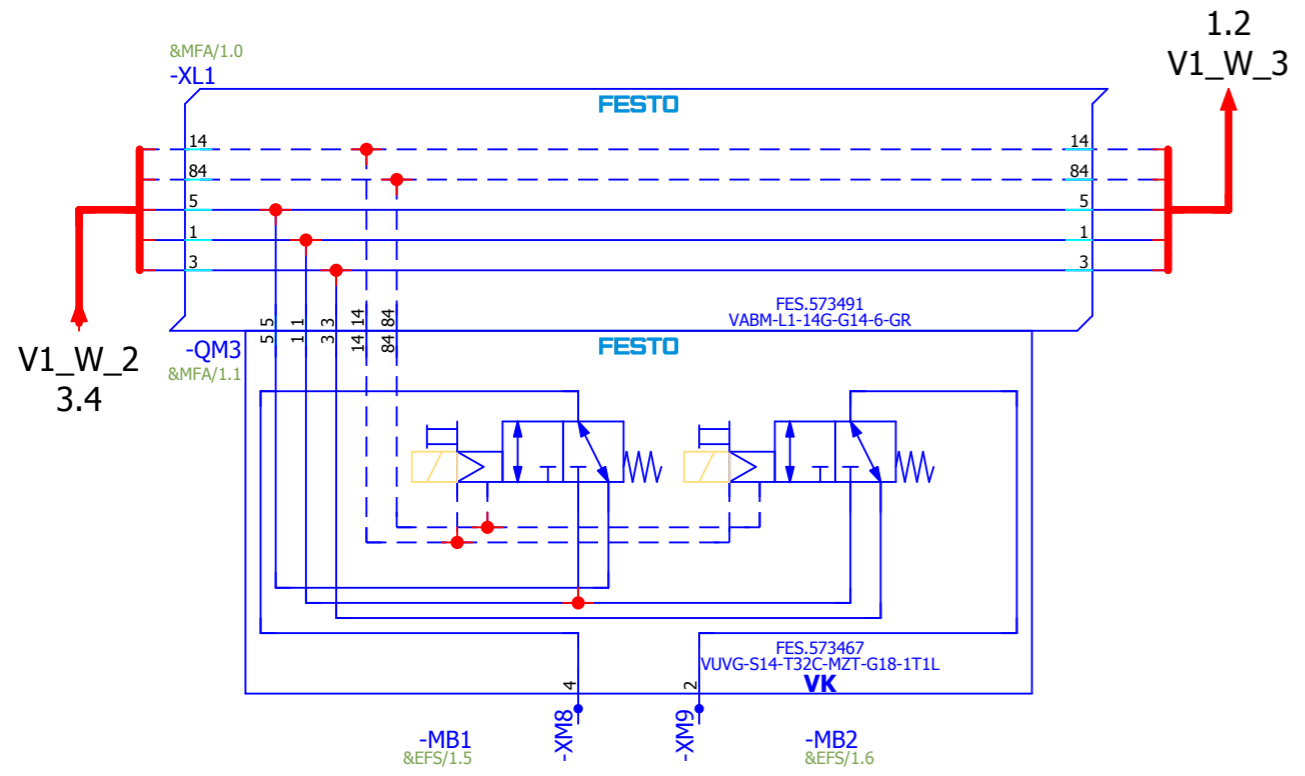 1.2
V1_W_3
&MFA/1.0
-XL1
FESTO
14
14
84
84
5
5
1
1
3
3
FES.573491
VABM-L1-14G-G14-6-GR
5 5
1 1
3 3
14 14
84 84
V1_W_2
3.4
-QM3
&MFA/1.1
FESTO
FES.573467
VUVG-S14-T32C-MZT-G18-1T1L
VK
4
2
-XM8
-XM9
-MB1
&EFS/1.5
-MB2
&EFS/1.6